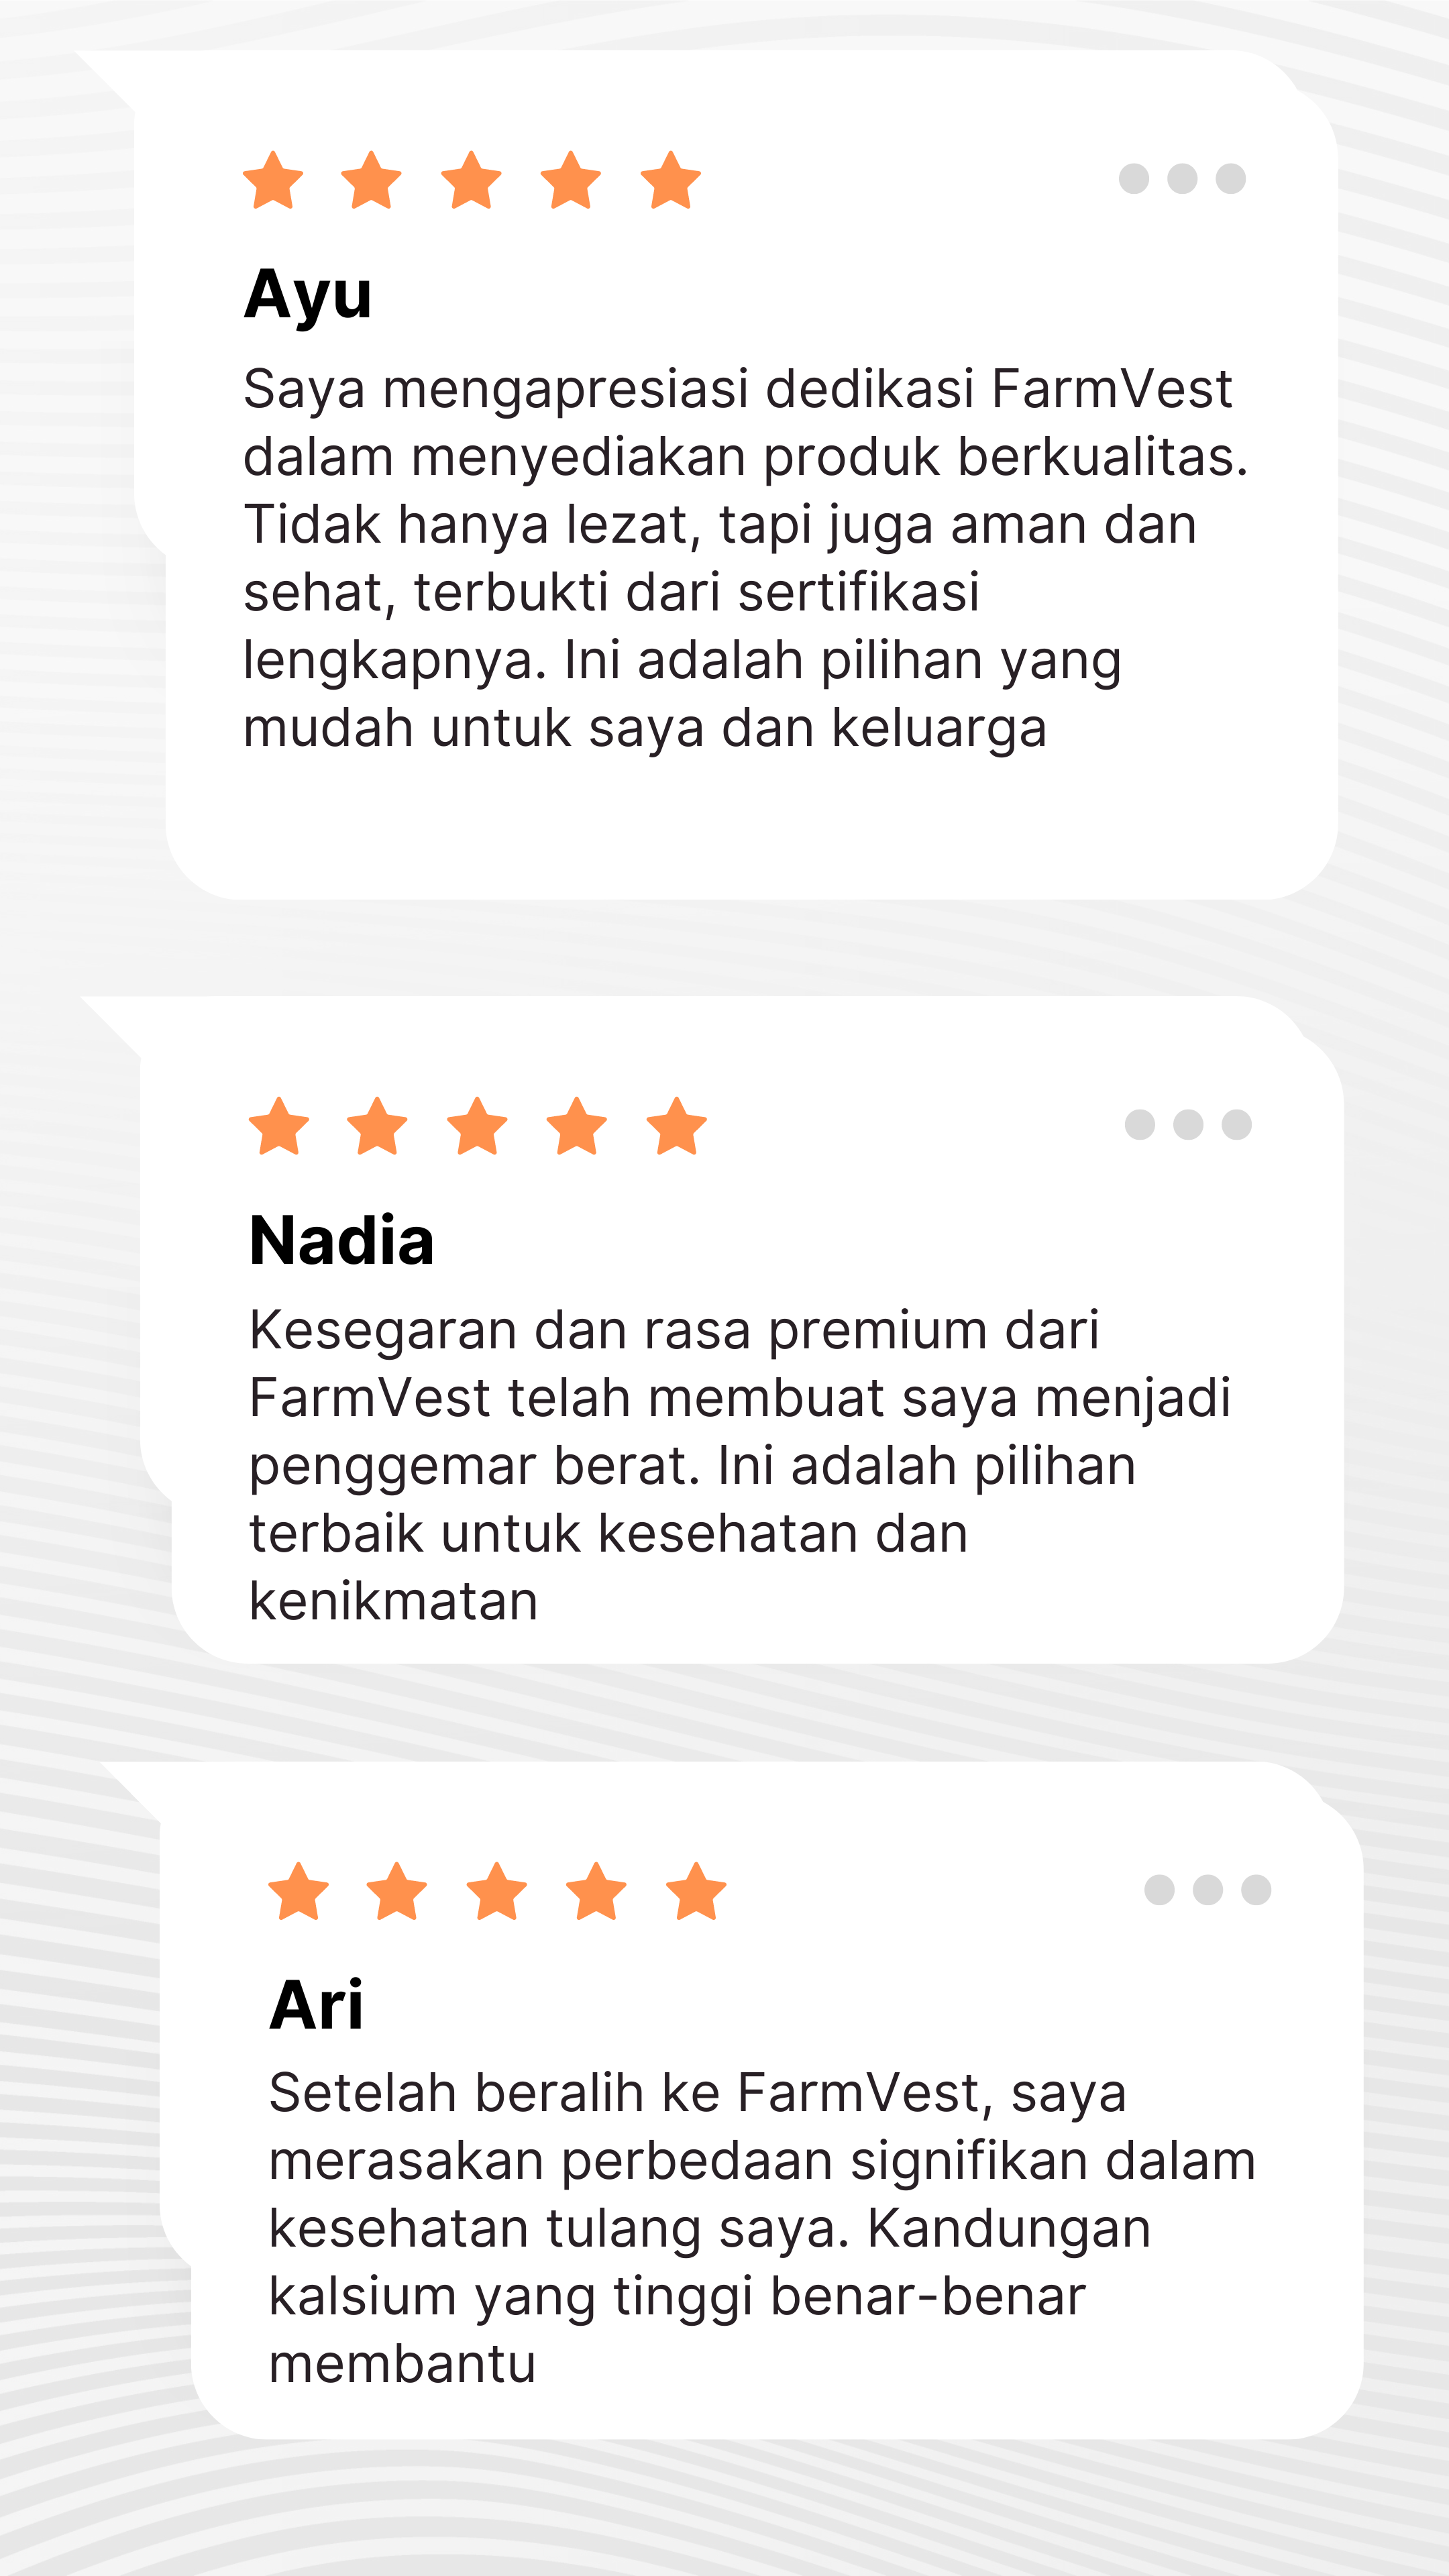 Ayu
Saya mengapresiasi dedikasi FarmVest
dalam menyediakan produk berkualitas.
Tidak hanya lezat, tapi juga aman dan
sehat, terbukti dari sertifikasi
lengkapnya. Ini adalah pilihan yang
mudah untuk saya dan keluarga
Nadia
Kesegaran dan rasa premium dari
FarmVest telah membuat saya menjadi
penggemar berat. Ini adalah pilihan
terbaik untuk kesehatan dan
kenikmatan
Ari
Setelah beralih ke FarmVest, saya
merasakan perbedaan signifikan dalam
kesehatan tulang saya. Kandungan
kalsium yang tinggi benar-benar
membantu